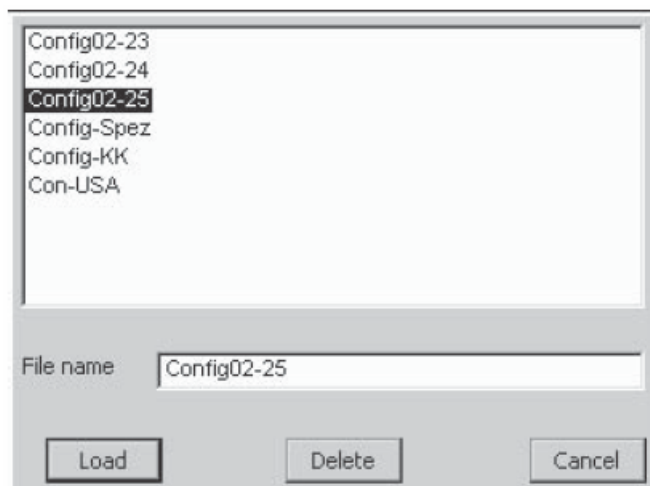 Config02-23
Config02-24
Config02-25
Config-Spez
Config-KK
Con-USA
File name Config02-25
Load Delete Cancel